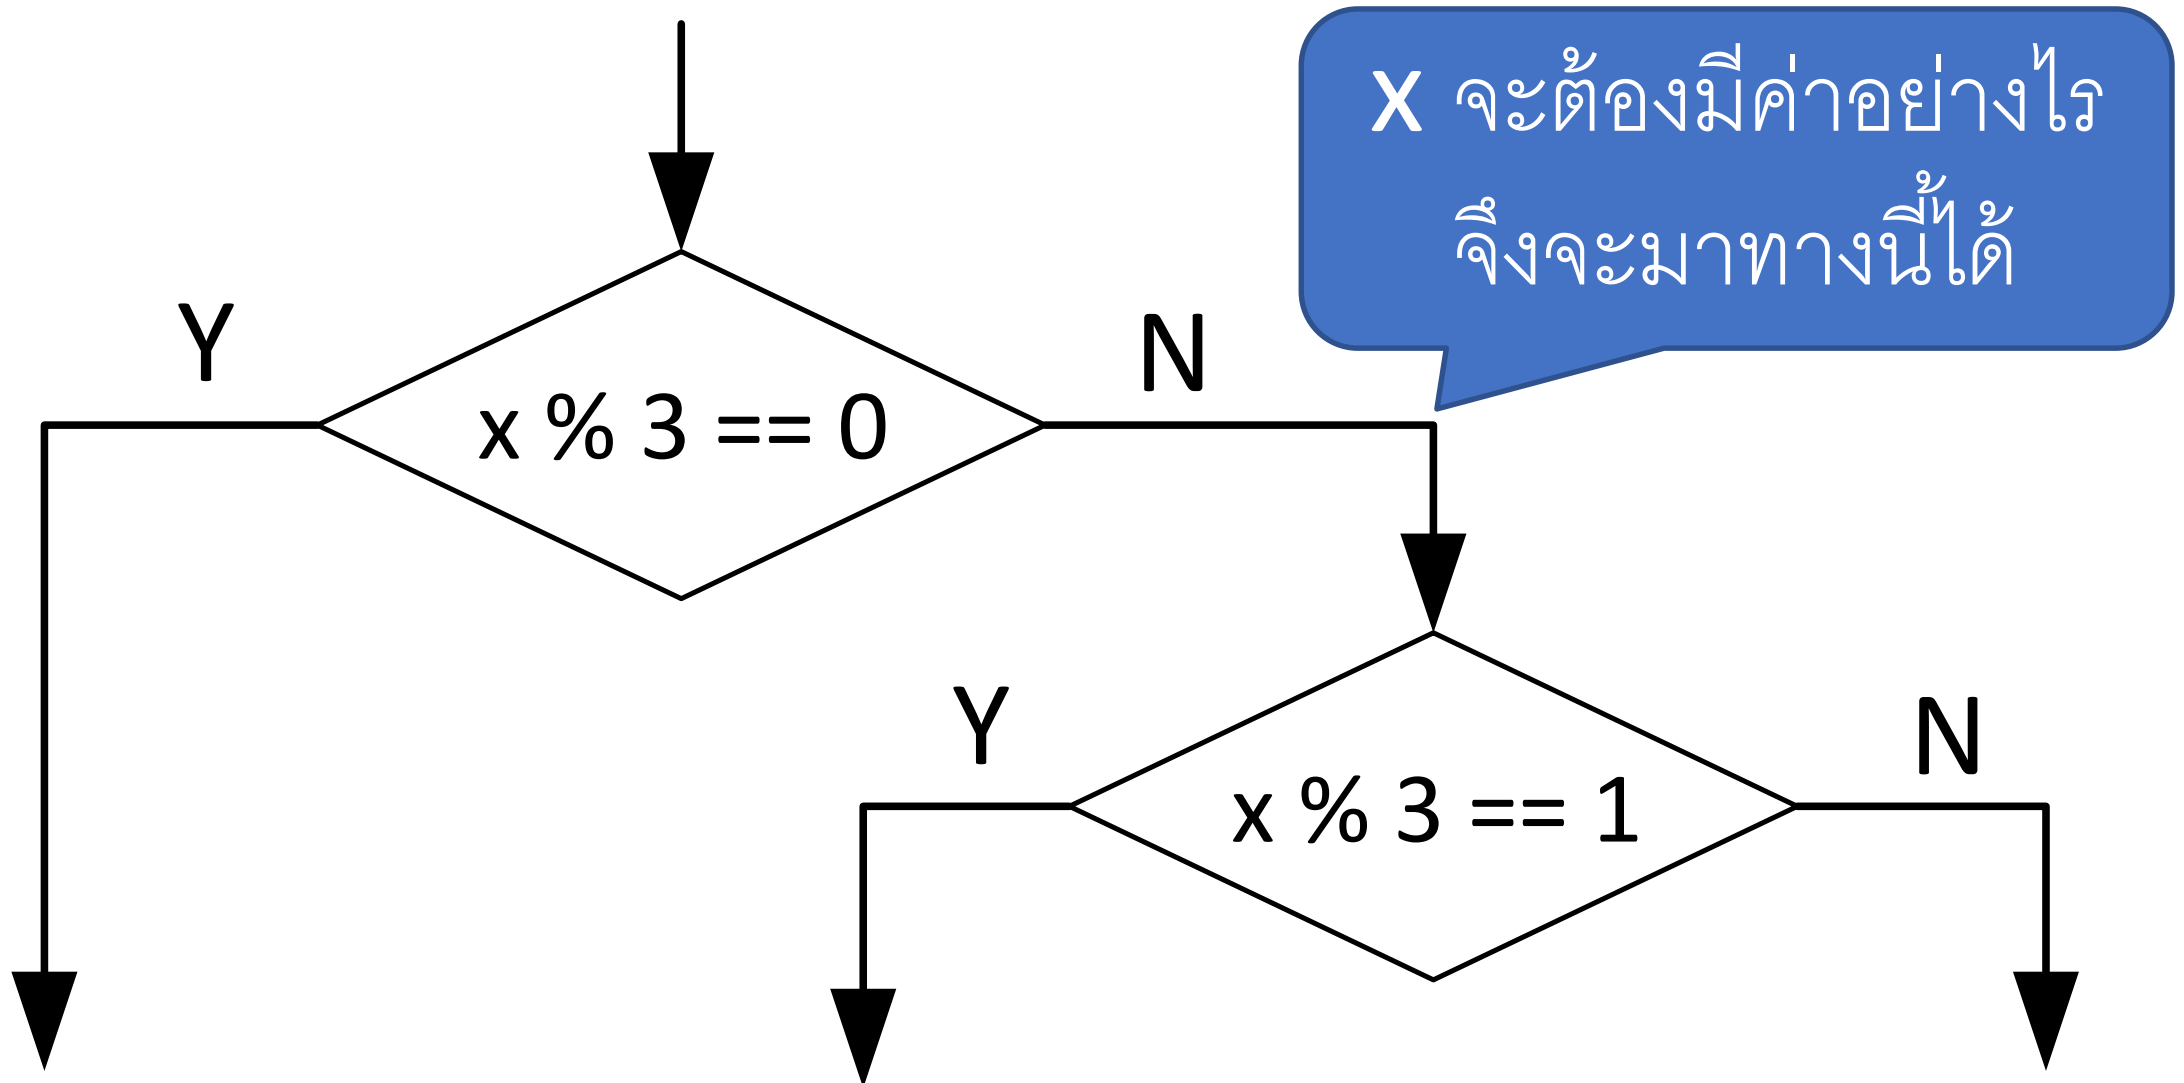 X จะต้องมีค่าอย่างไร
จึงจะมาทางนี้ได้
Y
N
x % 3 == 0
Y
N
x % 3 == 1